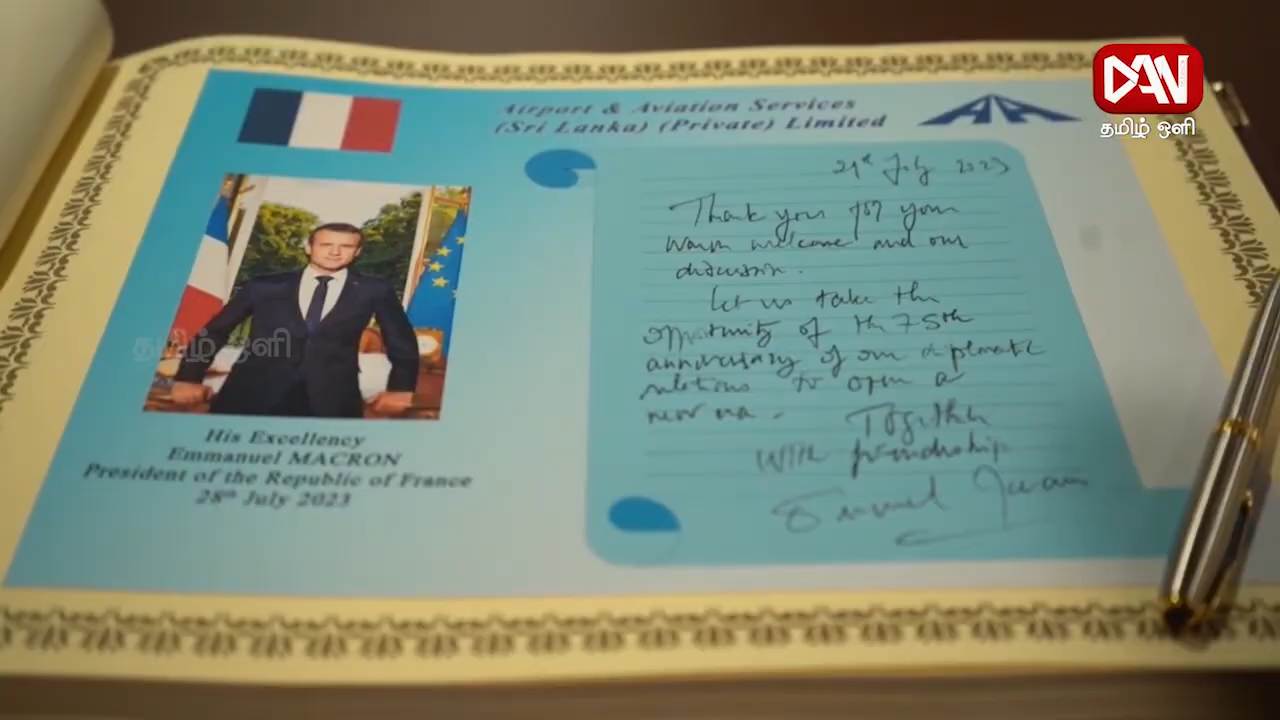 DAN
தமிழ் ஒளி
Airport & Aviation Services
(Sri Lanka) (Private) Limited
தமிழ் ஒளி
His Excellency
Emmanuel MACRON
President of the Republic of France
28th July 2023
July 2023
Thank you for your
warm welcome and our
discussion.
Let us take the
opportunity of the 75th
anniversary of our diplomatic
relations to open a
new era. Together
with friendship